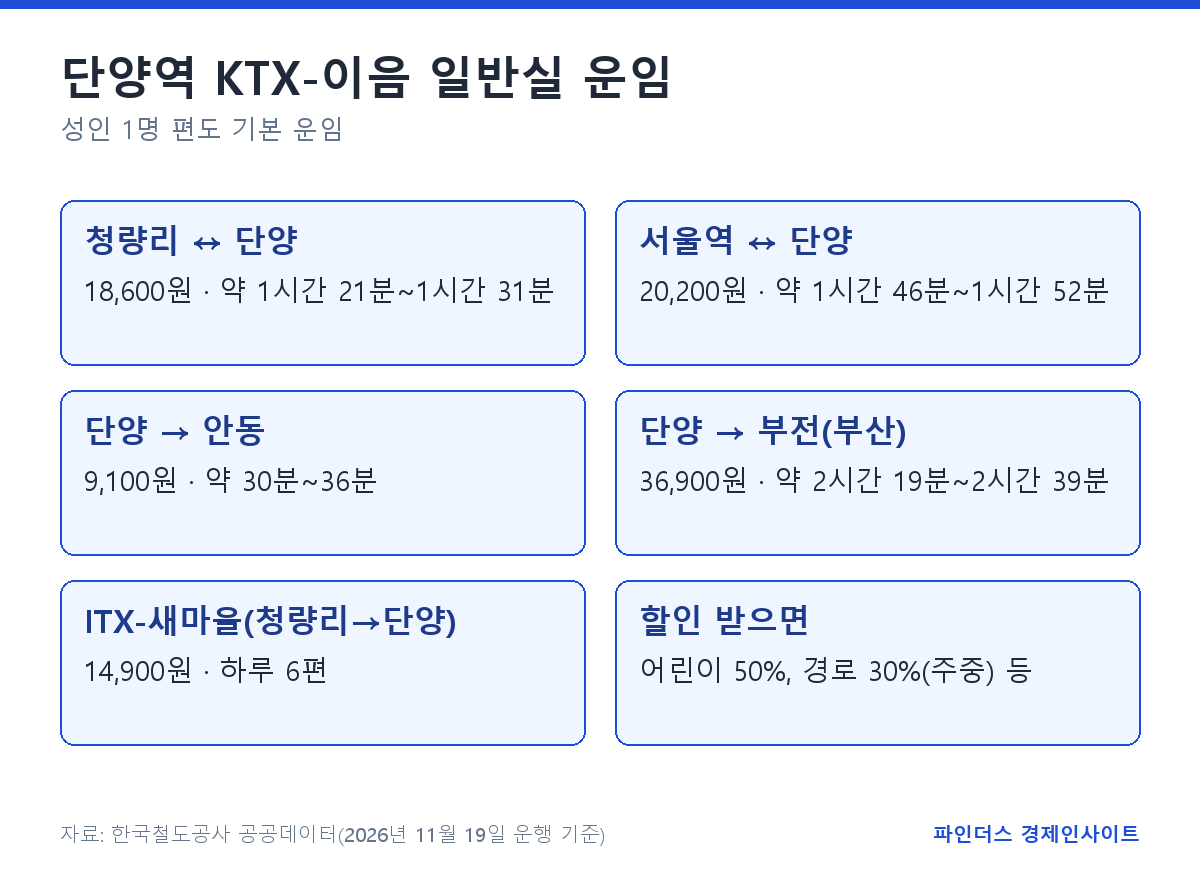 단양역 KTX-이음 일반실 운임
성인 1명 편도 기본 운임
청량리 ↔ 단양
18,600원 · 약 1시간 21분~1시간 31분
서울역 ↔ 단양
20,200원 · 약 1시간 46분~1시간 52분
단양 → 안동
9,100원 · 약 30분~36분
단양 → 부전(부산)
36,900원 · 약 2시간 19분~2시간 39분
ITX-새마을(청량리→단양)
14,900원 · 하루 6편
할인 받으면
어린이 50%, 경로 30%(주중) 등
자료: 한국철도공사 공공데이터(2026년 11월 19일 운행 기준)
파인더스 경제인사이트